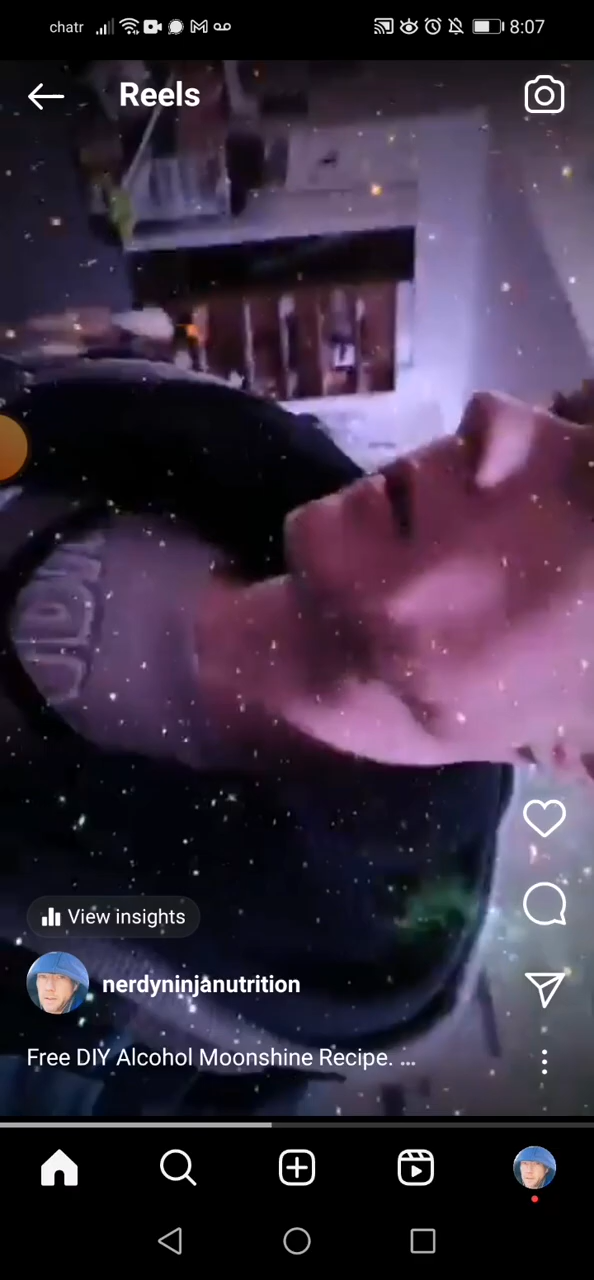 chatr 8:07
Reels
View insights
nerdyninjanutrition
Free DIY Alcohol Moonshine Recipe. ...